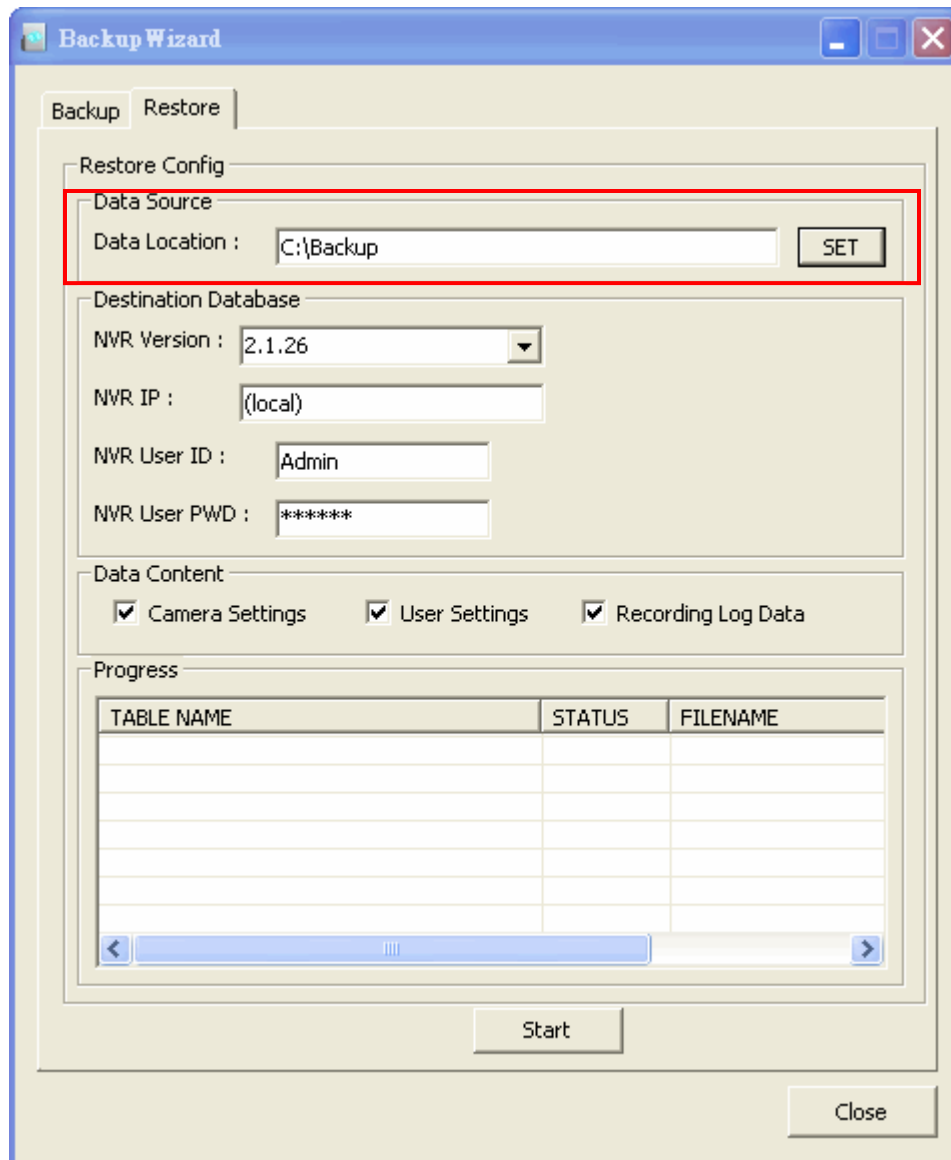 Backup Wizard
Backup Restore
Restore Config
Data Source
Data Location : C:\Backup SET
Destination Database
NVR Version : 2.1.26
NVR IP : (local)
NVR User ID : Admin
NVR User PWD : ******
Data Content
Camera Settings User Settings Recording Log Data
Progress
TABLE NAME STATUS FILENAME
Start
Close